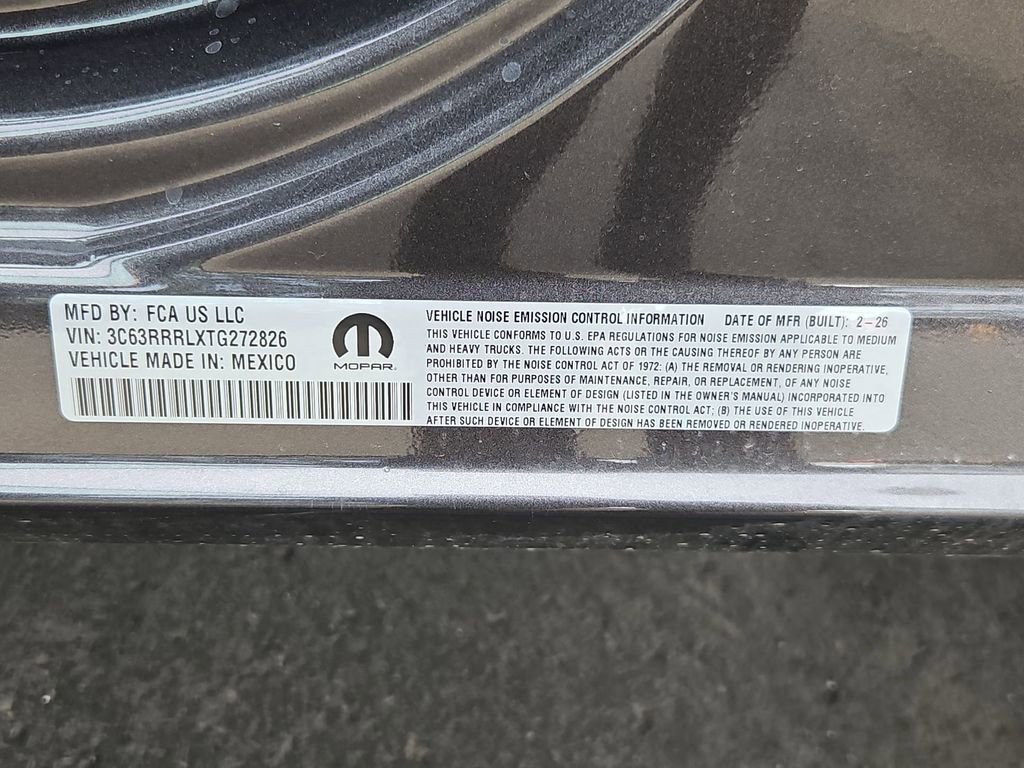 MFD BY: FCA US LLC
VIN: 3C63RRRLXTG272826
VEHICLE MADE IN: MEXICO
MOPAR®
VEHICLE NOISE EMISSION CONTROL INFORMATION DATE OF MFR (BUILT): 2-26
THIS VEHICLE CONFORMS TO U.S. EPA REGULATIONS FOR NOISE EMISSION APPLICABLE TO MEDIUM
AND HEAVY TRUCKS. THE FOLLOWING ACTS OR THE CAUSING THEREOF BY ANY PERSON ARE
PROHIBITED BY THE NOISE CONTROL ACT OF 1972: (A) THE REMOVAL OR RENDERING INOPERATIVE,
OTHER THAN FOR PURPOSES OF MAINTENANCE, REPAIR, OR REPLACEMENT, OF ANY NOISE
CONTROL DEVICE OR ELEMENT OF DESIGN (LISTED IN THE OWNER'S MANUAL) INCORPORATED INTO
THIS VEHICLE IN COMPLIANCE WITH THE NOISE CONTROL ACT; (B) THE USE OF THIS VEHICLE
AFTER SUCH DEVICE OR ELEMENT OF DESIGN HAS BEEN REMOVED OR RENDERED INOPERATIVE.